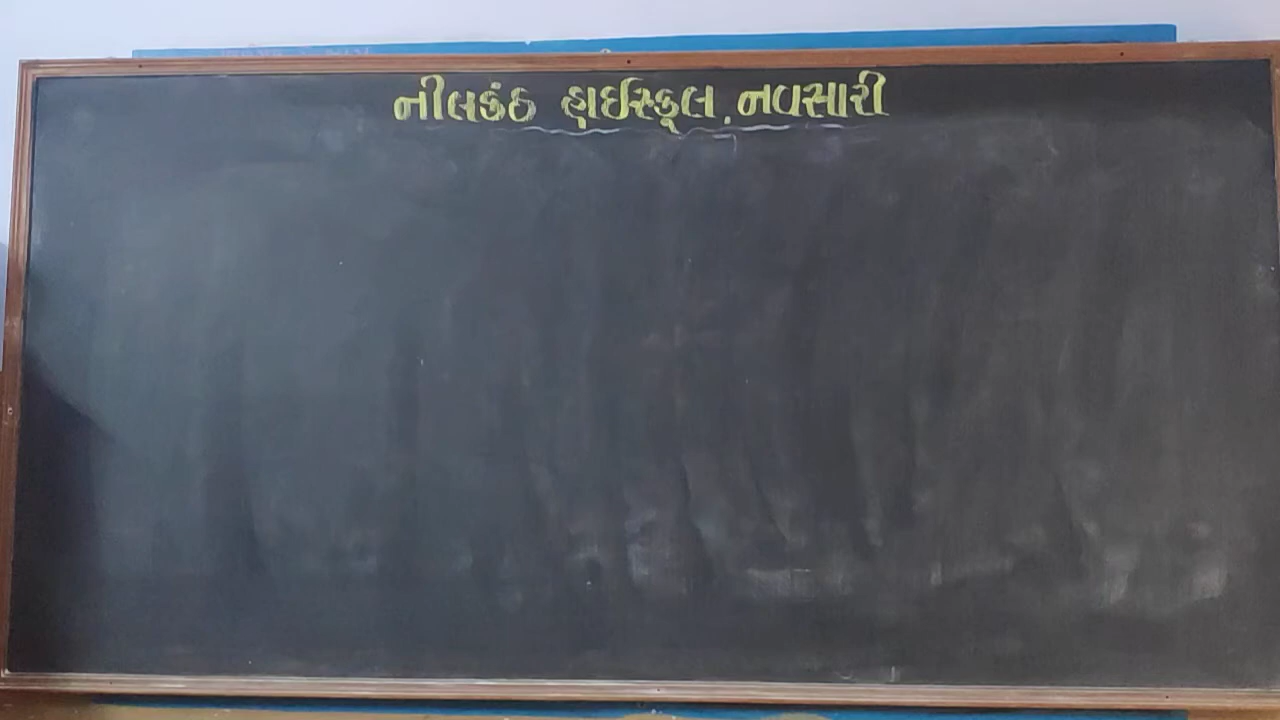 નીલકંઠ હાઈસ્કૂલ, નવસારી